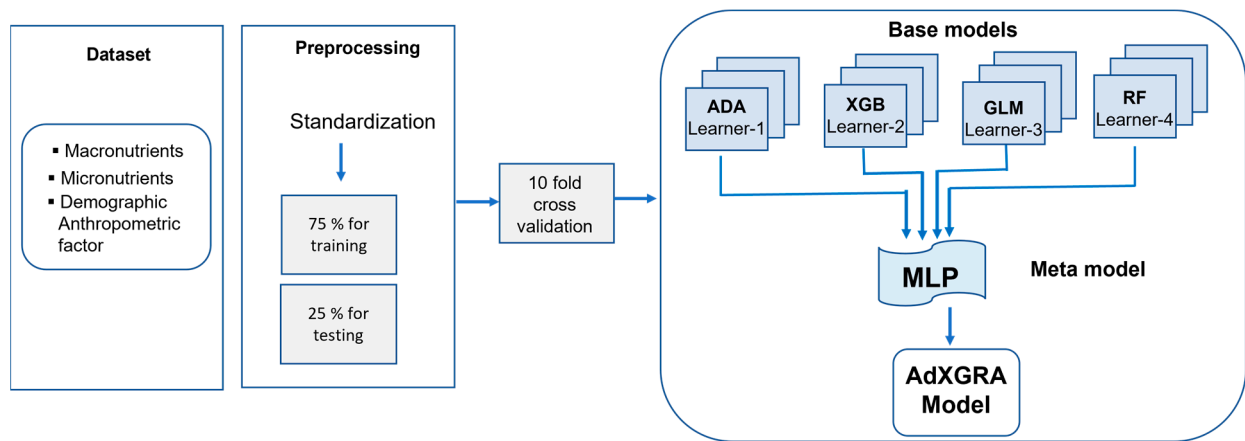 Dataset
▪ Macronutrients
▪ Micronutrients
▪ Demographic
Anthropometric
factor
Preprocessing
Standardization
75 % for
training
25 % for
testing
10 fold
cross
validation
Base models
ADA
Learner-1
XGB
Learner-2
GLM
Learner-3
RF
Learner-4
MLP
Meta model
AdXGRA
Model